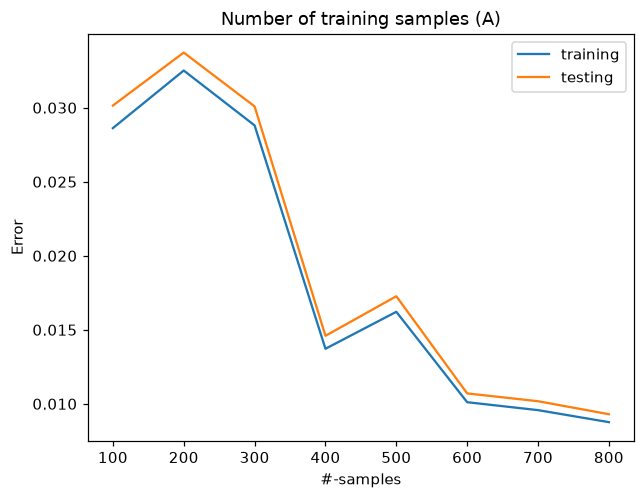 Number of training samples (A)
training
testing
0.030
0.025
0.020
0.015
0.010
Error
100 200 300 400 500 600 700 800
#-samples